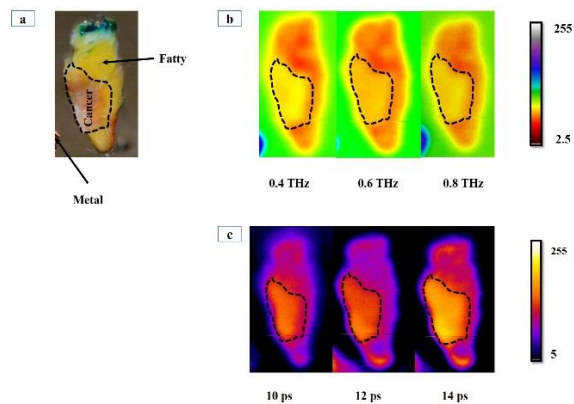 a
Fatty
Cancer
Metal
b
255
2.5
0.4 THz
0.6 THz
0.8 THz
c
255
5
10 ps
12 ps
14 ps